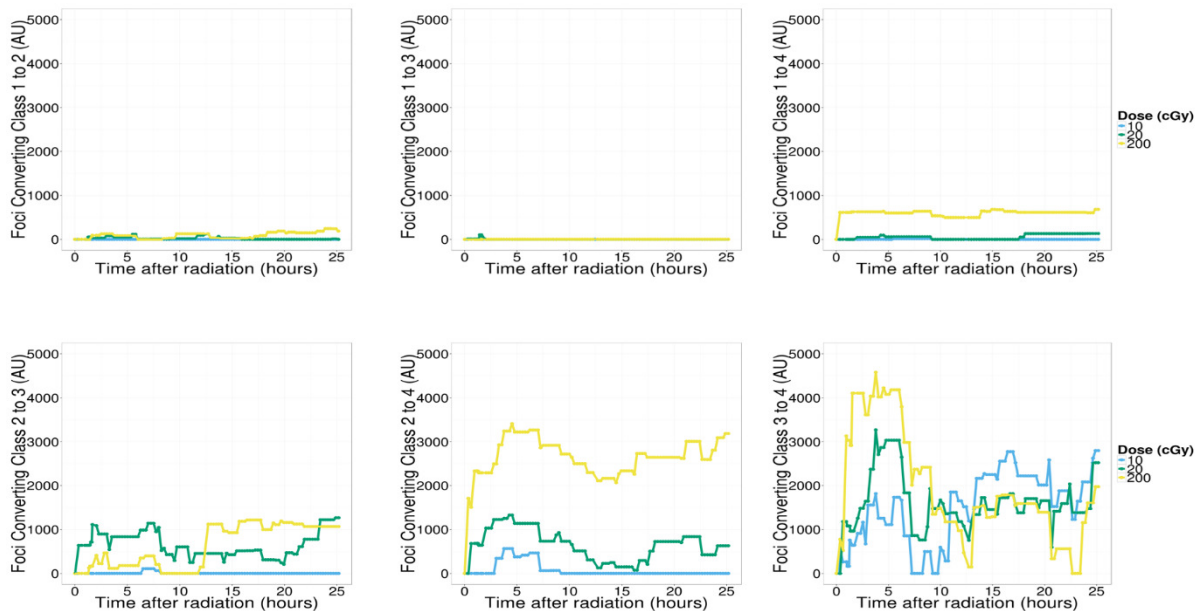 Foci Converting Class 1 to 2 (AU)
5000
4000
3000
2000
1000
0
0 5 10 15 20 25
Time after radiation (hours)
Foci Converting Class 1 to 3 (AU)
5000
4000
3000
2000
1000
0
0 5 10 15 20 25
Time after radiation (hours)
Foci Converting Class 1 to 4 (AU)
5000
4000
3000
2000
1000
0
0 5 10 15 20 25
Time after radiation (hours)
Dose (cGy)
10
20
200
Foci Converting Class 2 to 3 (AU)
5000
4000
3000
2000
1000
0
0 5 10 15 20 25
Time after radiation (hours)
Foci Converting Class 2 to 4 (AU)
5000
4000
3000
2000
1000
0
0 5 10 15 20 25
Time after radiation (hours)
Foci Converting Class 3 to 4 (AU)
5000
4000
3000
2000
1000
0
0 5 10 15 20 25
Time after radiation (hours)
Dose (cGy)
10
20
200